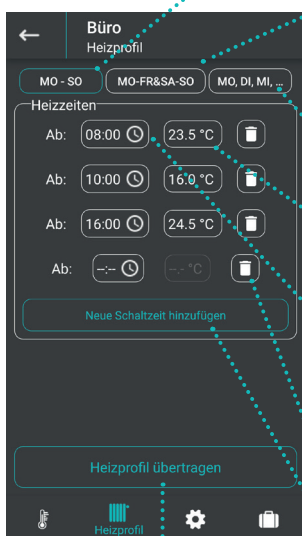 Büro
Heizprofil
MO - SO MO-FR&SA-SO MO, DI, MI, ...
Heizzeiten
Ab: 08:00 23.5 °C
Ab: 10:00 16.0 °C
Ab: 16:00 24.5 °C
Ab: --:-- --.- °C
Neue Schaltzeit hinzufügen
Heizprofil übertragen
Heizprofil